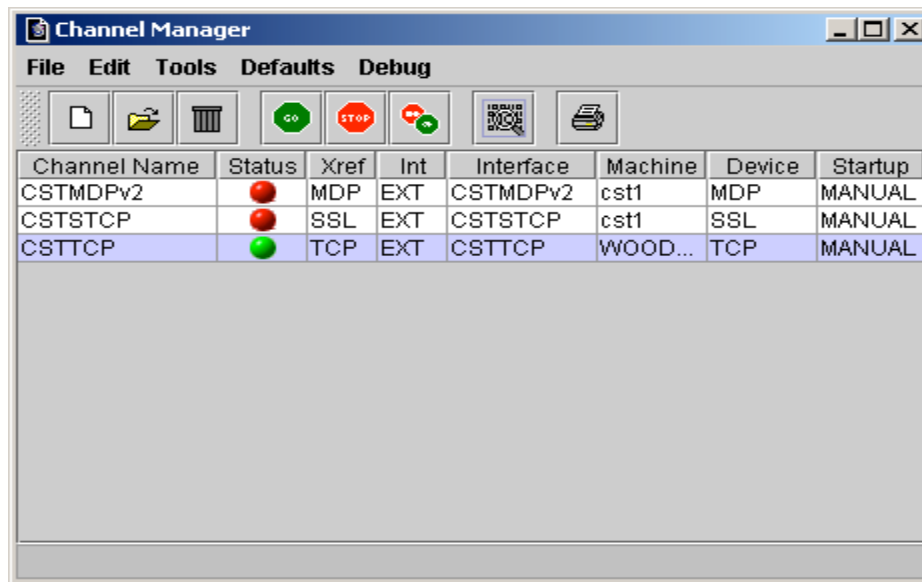 Channel Manager
File Edit Tools Defaults Debug
GO STOP
Channel Name Status Xref Int Interface Machine Device Startup
CSTMDPv2 MDP EXT CSTMDPv2 cst1 MDP MANUAL
CSTSTCP SSL EXT CSTSTCP cst1 SSL MANUAL
CSTTCP TCP EXT CSTTCP WOOD... TCP MANUAL